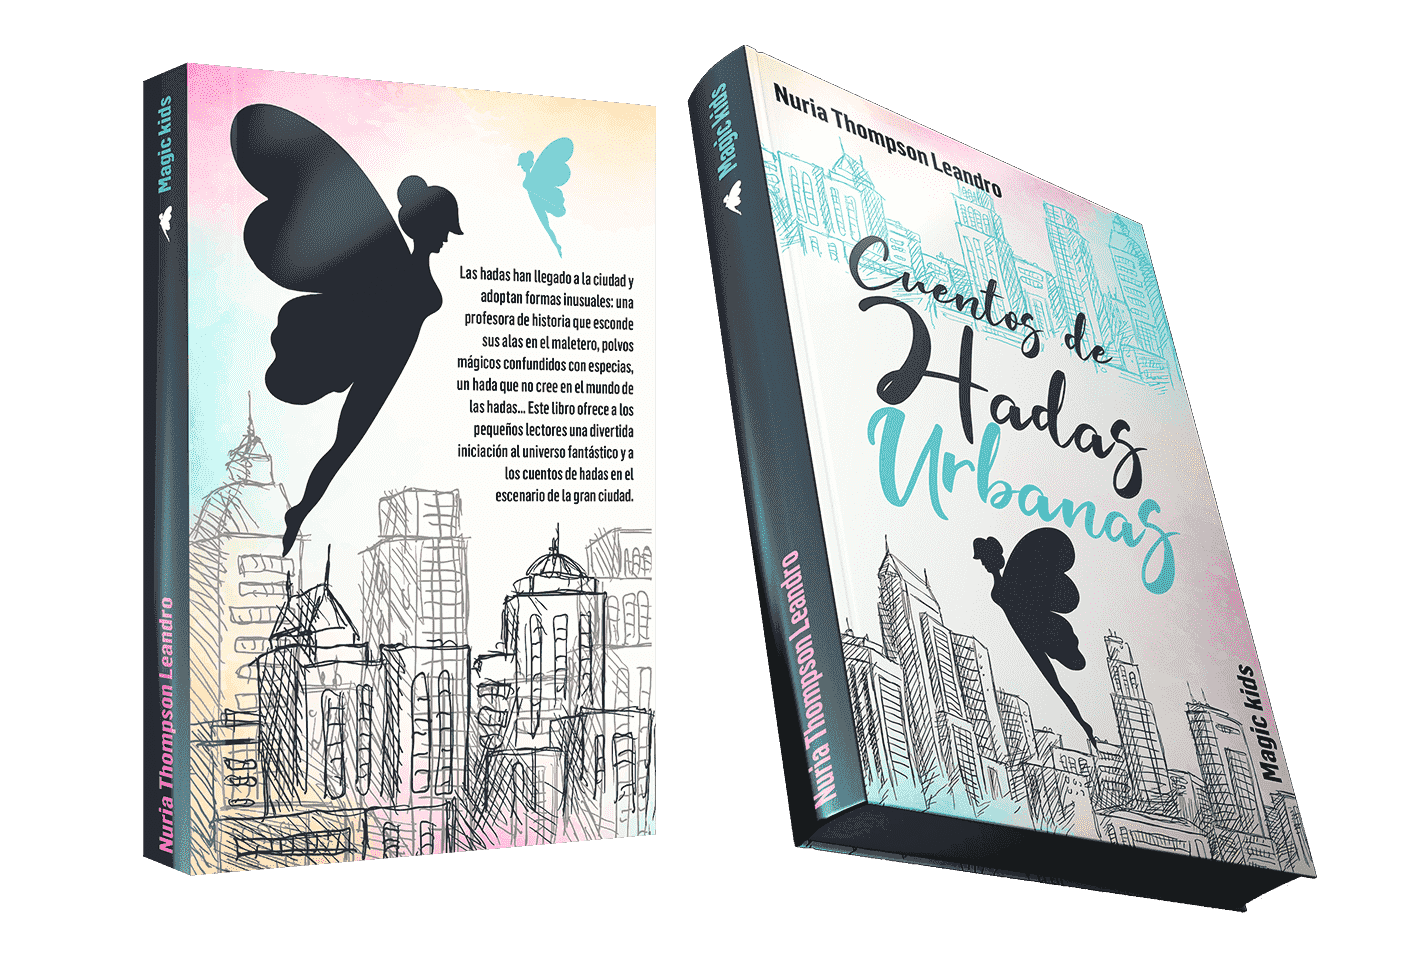 Magic kids
Nuria Thompson Leandro
Las hadas han llegado a la ciudad y
adoptan formas inusuales: una
profesora de historia que esconde
sus alas en el maletero, polvos
mágicos confundidos con especias,
un hada que no cree en el mundo de
las hadas... Este libro ofrece a los
pequeños lectores una divertida
iniciación al universo fantástico y a
los cuentos de hadas en el
escenario de la gran ciudad.
Magic kids
Nuria Thompson Leandro
Nuria Thompson Leandro
Cuentos de
Hadas
Urbanas
Magic kids